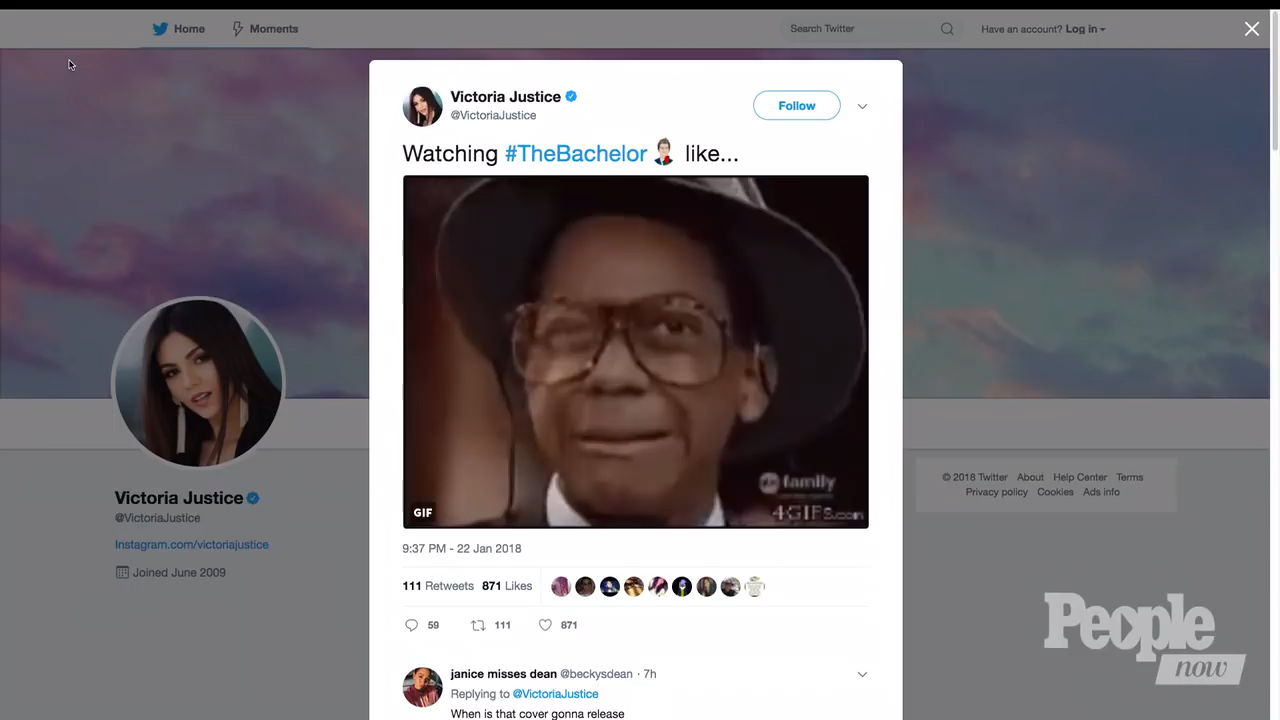 Home
Moments
Search Twitter
Have an account? Log in
Victoria Justice
@VictoriaJustice
Follow
Watching #TheBachelor like...
family
4GIFs.com
GIF
9:37 PM - 22 Jan 2018
111 Retweets 871 Likes
59 111 871
janice misses dean @beckysdean · 7h
Replying to @VictoriaJustice
When is that cover gonna release
Victoria Justice
@VictoriaJustice
Instagram.com/victoriajustice
Joined June 2009
© 2018 Twitter About Help Center Terms
Privacy policy Cookies Ads info
People
now